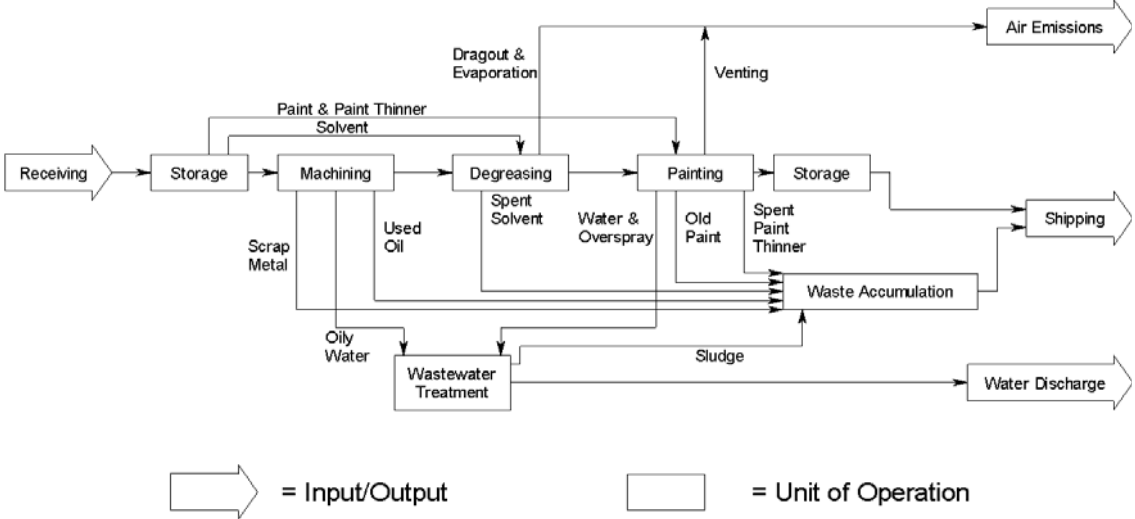 Air Emissions
Dragout &
Evaporation
Venting
Paint & Paint Thinner
Solvent
Receiving
Storage
Machining
Degreasing
Painting
Storage
Shipping
Scrap
Metal
Used
Oil
Spent
Solvent
Water &
Overspray
Old
Paint
Spent
Paint
Thinner
Waste Accumulation
Oily
Water
Sludge
Wastewater
Treatment
Water Discharge
= Input/Output
= Unit of Operation